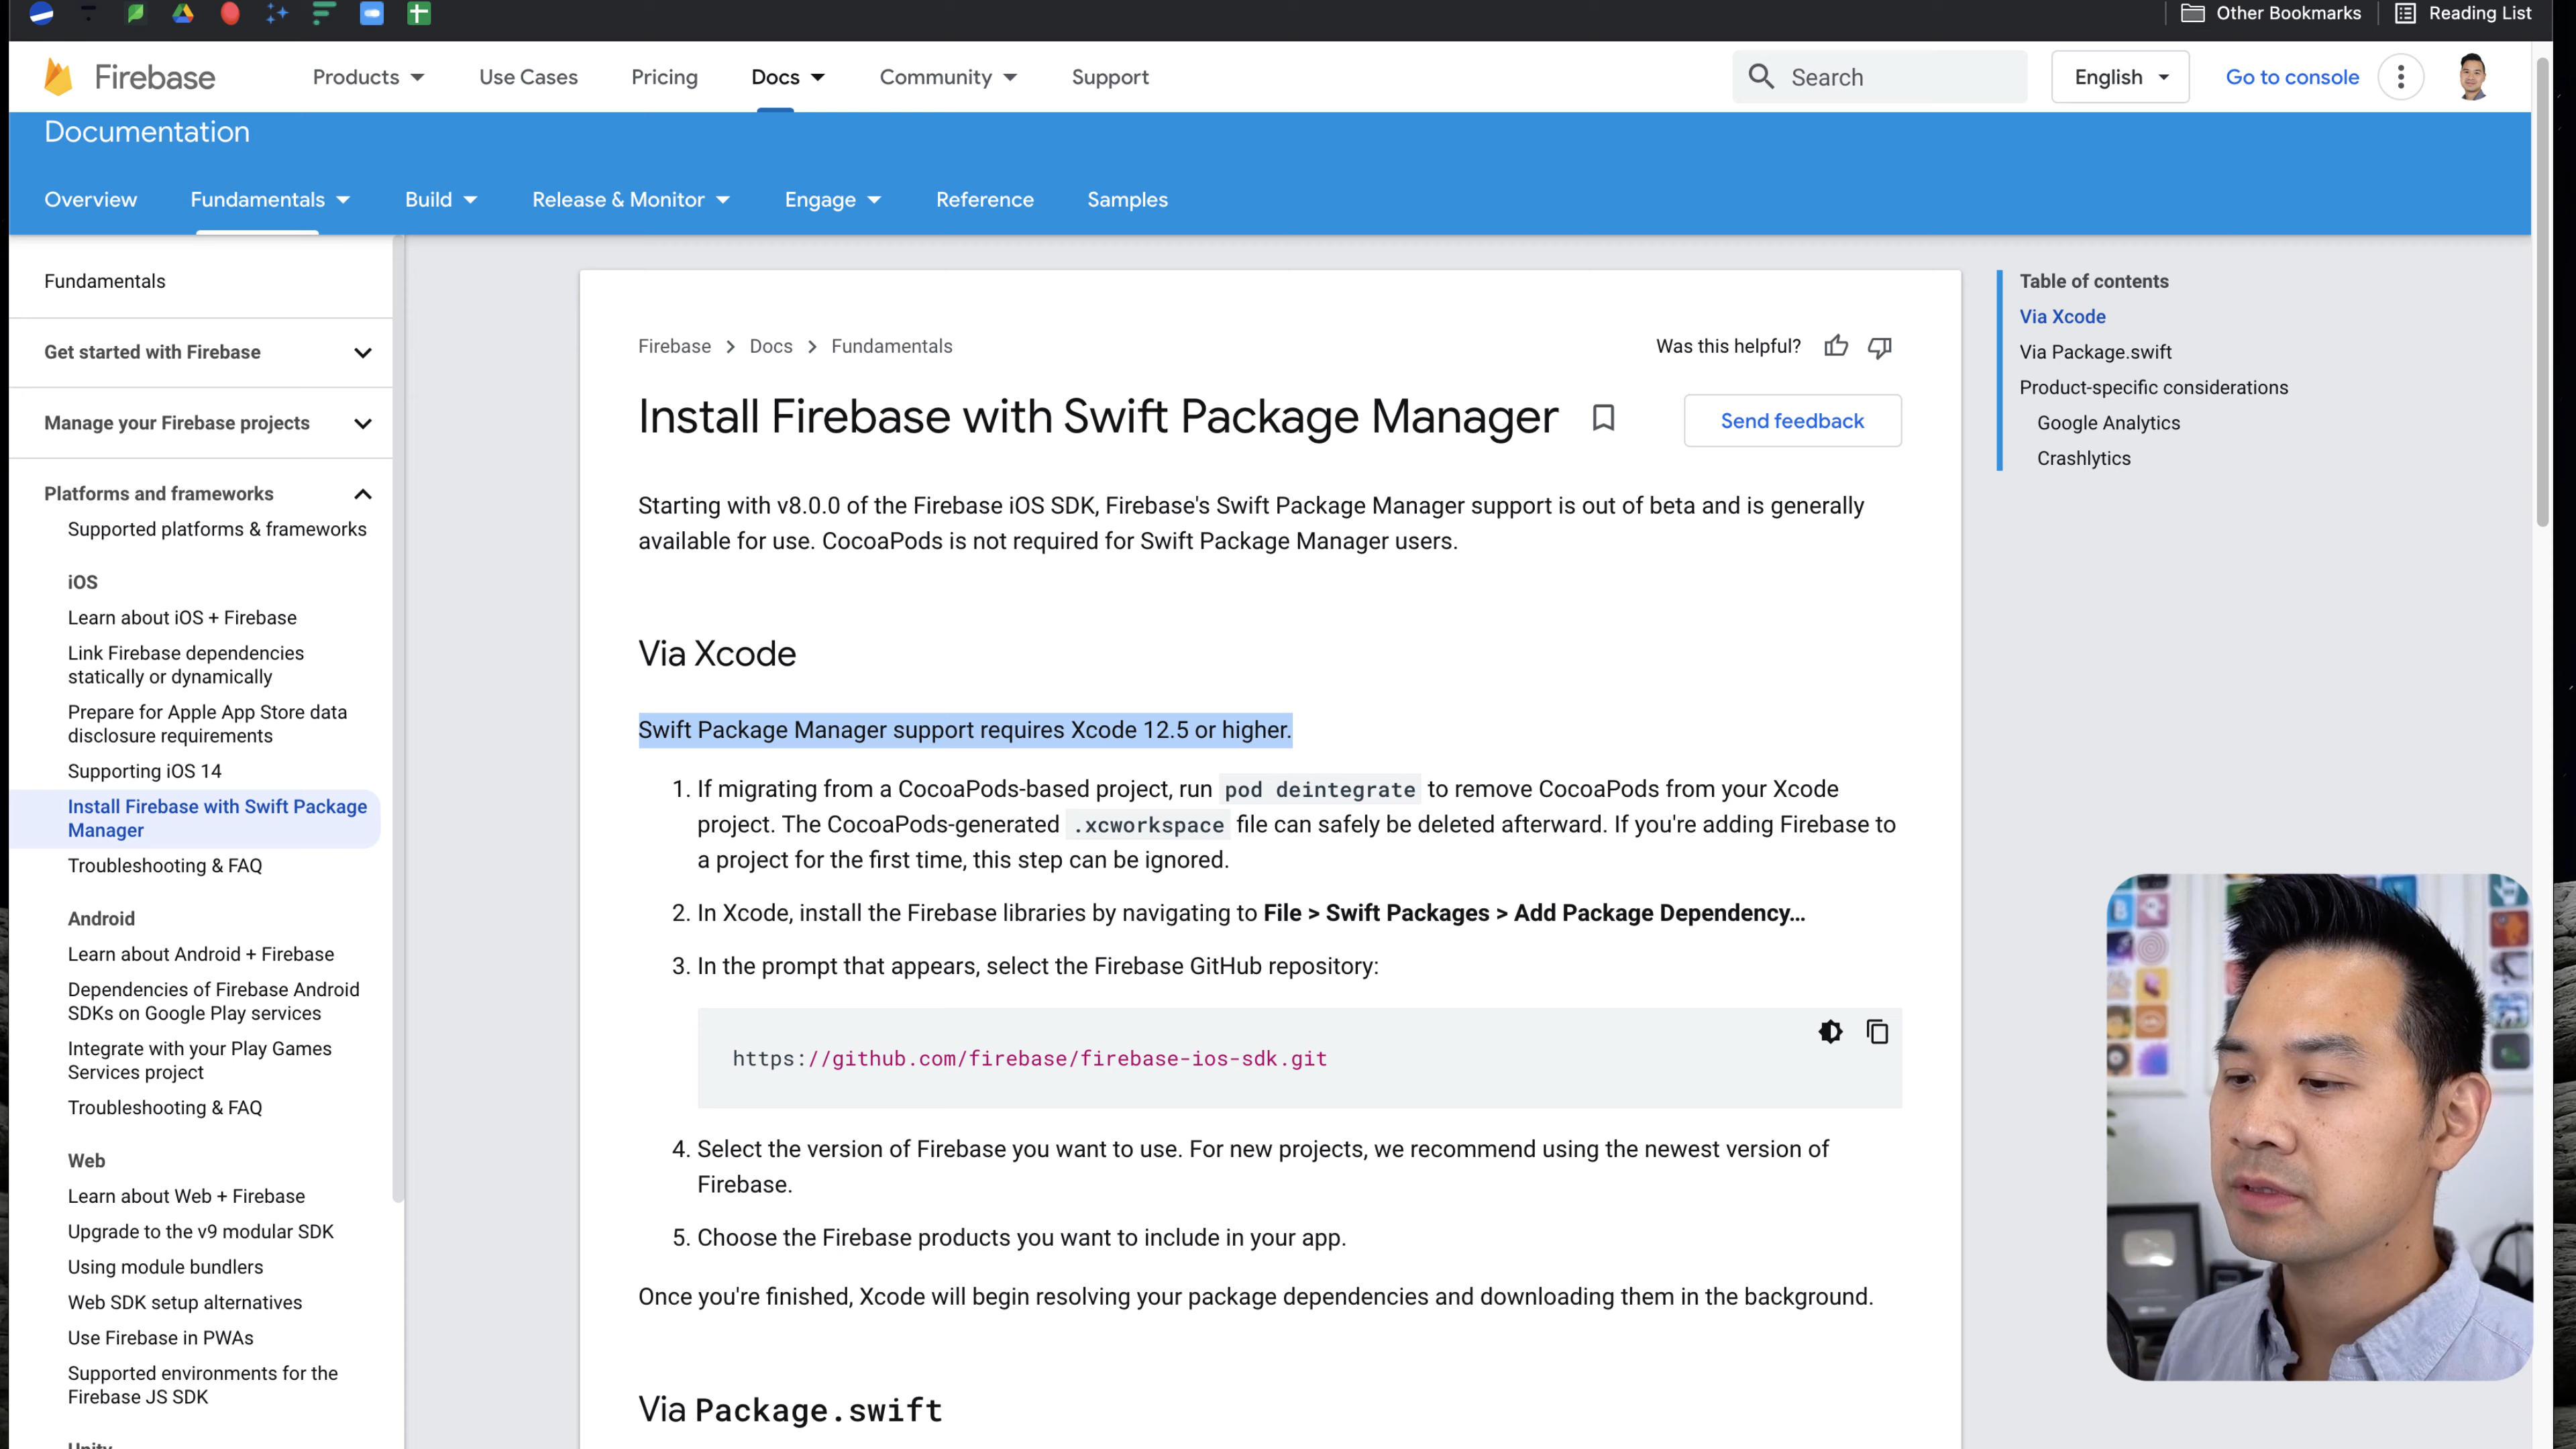 Other Bookmarks
Reading List
Firebase
Products
Use Cases
Pricing
Docs
Community
Support
Search
English
Go to console
Documentation
Overview
Fundamentals
Build
Release & Monitor
Engage
Reference
Samples
Fundamentals
Get started with Firebase
Manage your Firebase projects
Platforms and frameworks
Supported platforms & frameworks
iOS
Learn about iOS + Firebase
Link Firebase dependencies
statically or dynamically
Prepare for Apple App Store data
disclosure requirements
Supporting iOS 14
Install Firebase with Swift Package
Manager
Troubleshooting & FAQ
Android
Learn about Android + Firebase
Dependencies of Firebase Android
SDKs on Google Play services
Integrate with your Play Games
Services project
Troubleshooting & FAQ
Web
Learn about Web + Firebase
Upgrade to the v9 modular SDK
Using module bundlers
Web SDK setup alternatives
Use Firebase in PWAs
Supported environments for the
Firebase JS SDK
Firebase > Docs > Fundamentals
Was this helpful?
Install Firebase with Swift Package Manager
Send feedback
Starting with v8.0.0 of the Firebase iOS SDK, Firebase's Swift Package Manager support is out of beta and is generally
available for use. CocoaPods is not required for Swift Package Manager users.
Via Xcode
Swift Package Manager support requires Xcode 12.5 or higher.
1. If migrating from a CocoaPods-based project, run pod deintegrate to remove CocoaPods from your Xcode
project. The CocoaPods-generated .xcworkspace file can safely be deleted afterward. If you're adding Firebase to
a project for the first time, this step can be ignored.
2. In Xcode, install the Firebase libraries by navigating to File > Swift Packages > Add Package Dependency…
3. In the prompt that appears, select the Firebase GitHub repository:
https://github.com/firebase/firebase-ios-sdk.git
4. Select the version of Firebase you want to use. For new projects, we recommend using the newest version of
Firebase.
5. Choose the Firebase products you want to include in your app.
Once you're finished, Xcode will begin resolving your package dependencies and downloading them in the background.
Via Package.swift
Table of contents
Via Xcode
Via Package.swift
Product-specific considerations
Google Analytics
Crashlytics